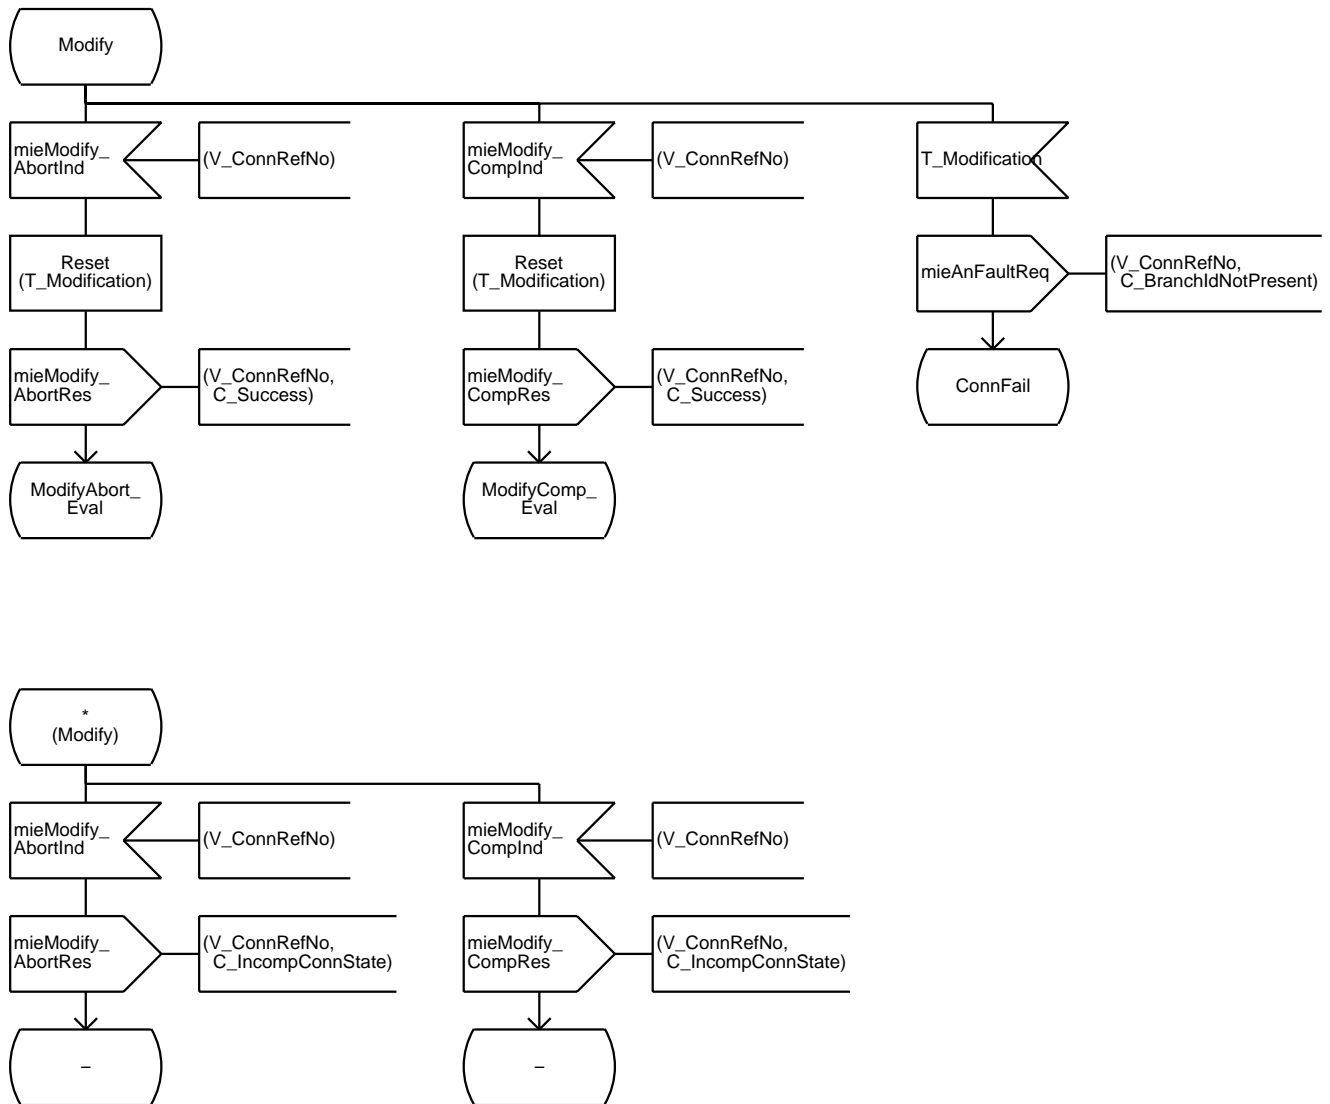 Modify
mieModify_
AbortInd
(V_ConnRefNo)
mieModify_
CompInd
(V_ConnRefNo)
T_Modification
Reset
(T_Modification)
Reset
(T_Modification)
mieAnFaultReq
(V_ConnRefNo,
C_BranchIdNotPresent)
mieModify_
AbortRes
(V_ConnRefNo,
C_Success)
mieModify_
CompRes
(V_ConnRefNo,
C_Success)
ConnFail
ModifyAbort_
Eval
ModifyComp_
Eval
*
(Modify)
mieModify_
AbortInd
(V_ConnRefNo)
mieModify_
CompInd
(V_ConnRefNo)
mieModify_
AbortRes
(V_ConnRefNo,
C_IncompConnState)
mieModify_
CompRes
(V_ConnRefNo,
C_IncompConnState)
–
–